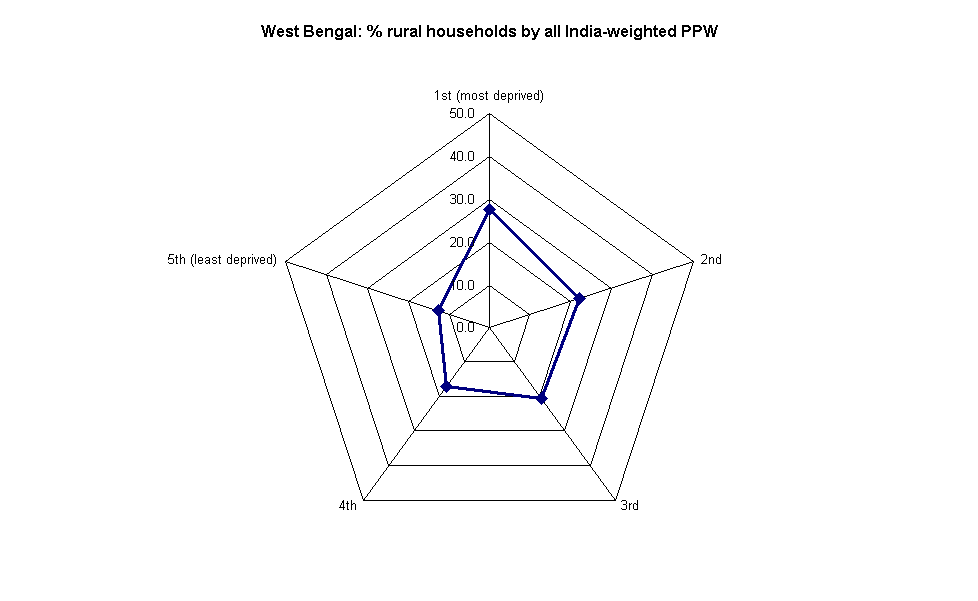 West Bengal: % rural households by all India-weighted PPW
1st (most deprived)
50.0
40.0
30.0
20.0
10.0
0.0
5th (least deprived)
2nd
4th
3rd